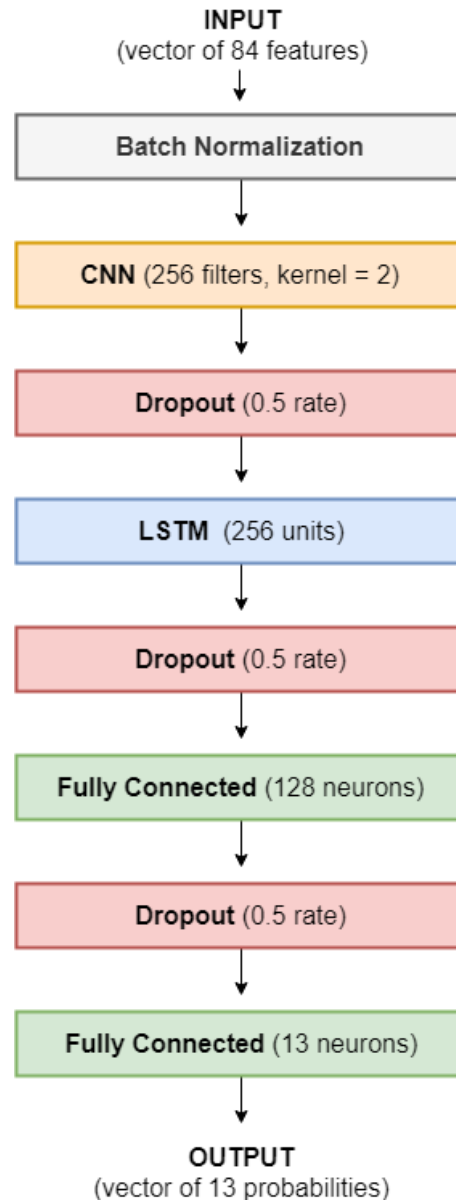 INPUT
(vector of 84 features)
Batch Normalization
CNN (256 filters, kernel = 2)
Dropout (0.5 rate)
LSTM (256 units)
Dropout (0.5 rate)
Fully Connected (128 neurons)
Dropout (0.5 rate)
Fully Connected (13 neurons)
OUTPUT
(vector of 13 probabilities)